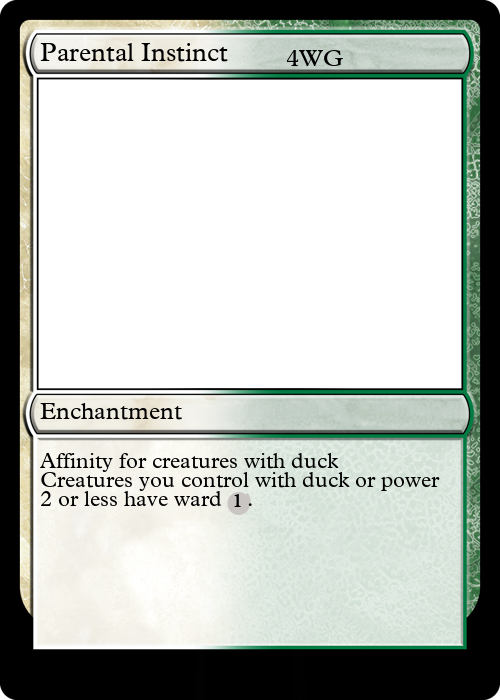 Parental Instinct 4WG
Enchantment
Affinity for creatures with duck
Creatures you control with duck or power
2 or less have ward 1.